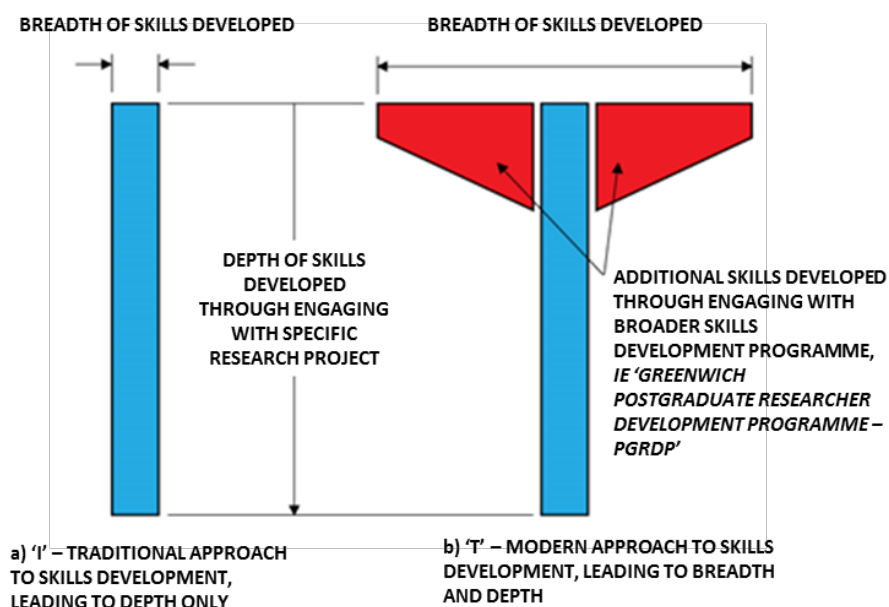 BREADTH OF SKILLS DEVELOPED
BREADTH OF SKILLS DEVELOPED
DEPTH OF SKILLS
DEVELOPED
THROUGH ENGAGING
WITH SPECIFIC
RESEARCH PROJECT
ADDITIONAL SKILLS DEVELOPED
THROUGH ENGAGING WITH
BROADER SKILLS
DEVELOPMENT PROGRAMME,
IE ‘GREENWICH
POSTGRADUATE RESEARCHER
DEVELOPMENT PROGRAMME –
PGRDP’
a) ‘I’ – TRADITIONAL APPROACH
TO SKILLS DEVELOPMENT,
LEADING TO DEPTH ONLY
b) ‘T’ – MODERN APPROACH TO SKILLS
DEVELOPMENT, LEADING TO BREADTH
AND DEPTH